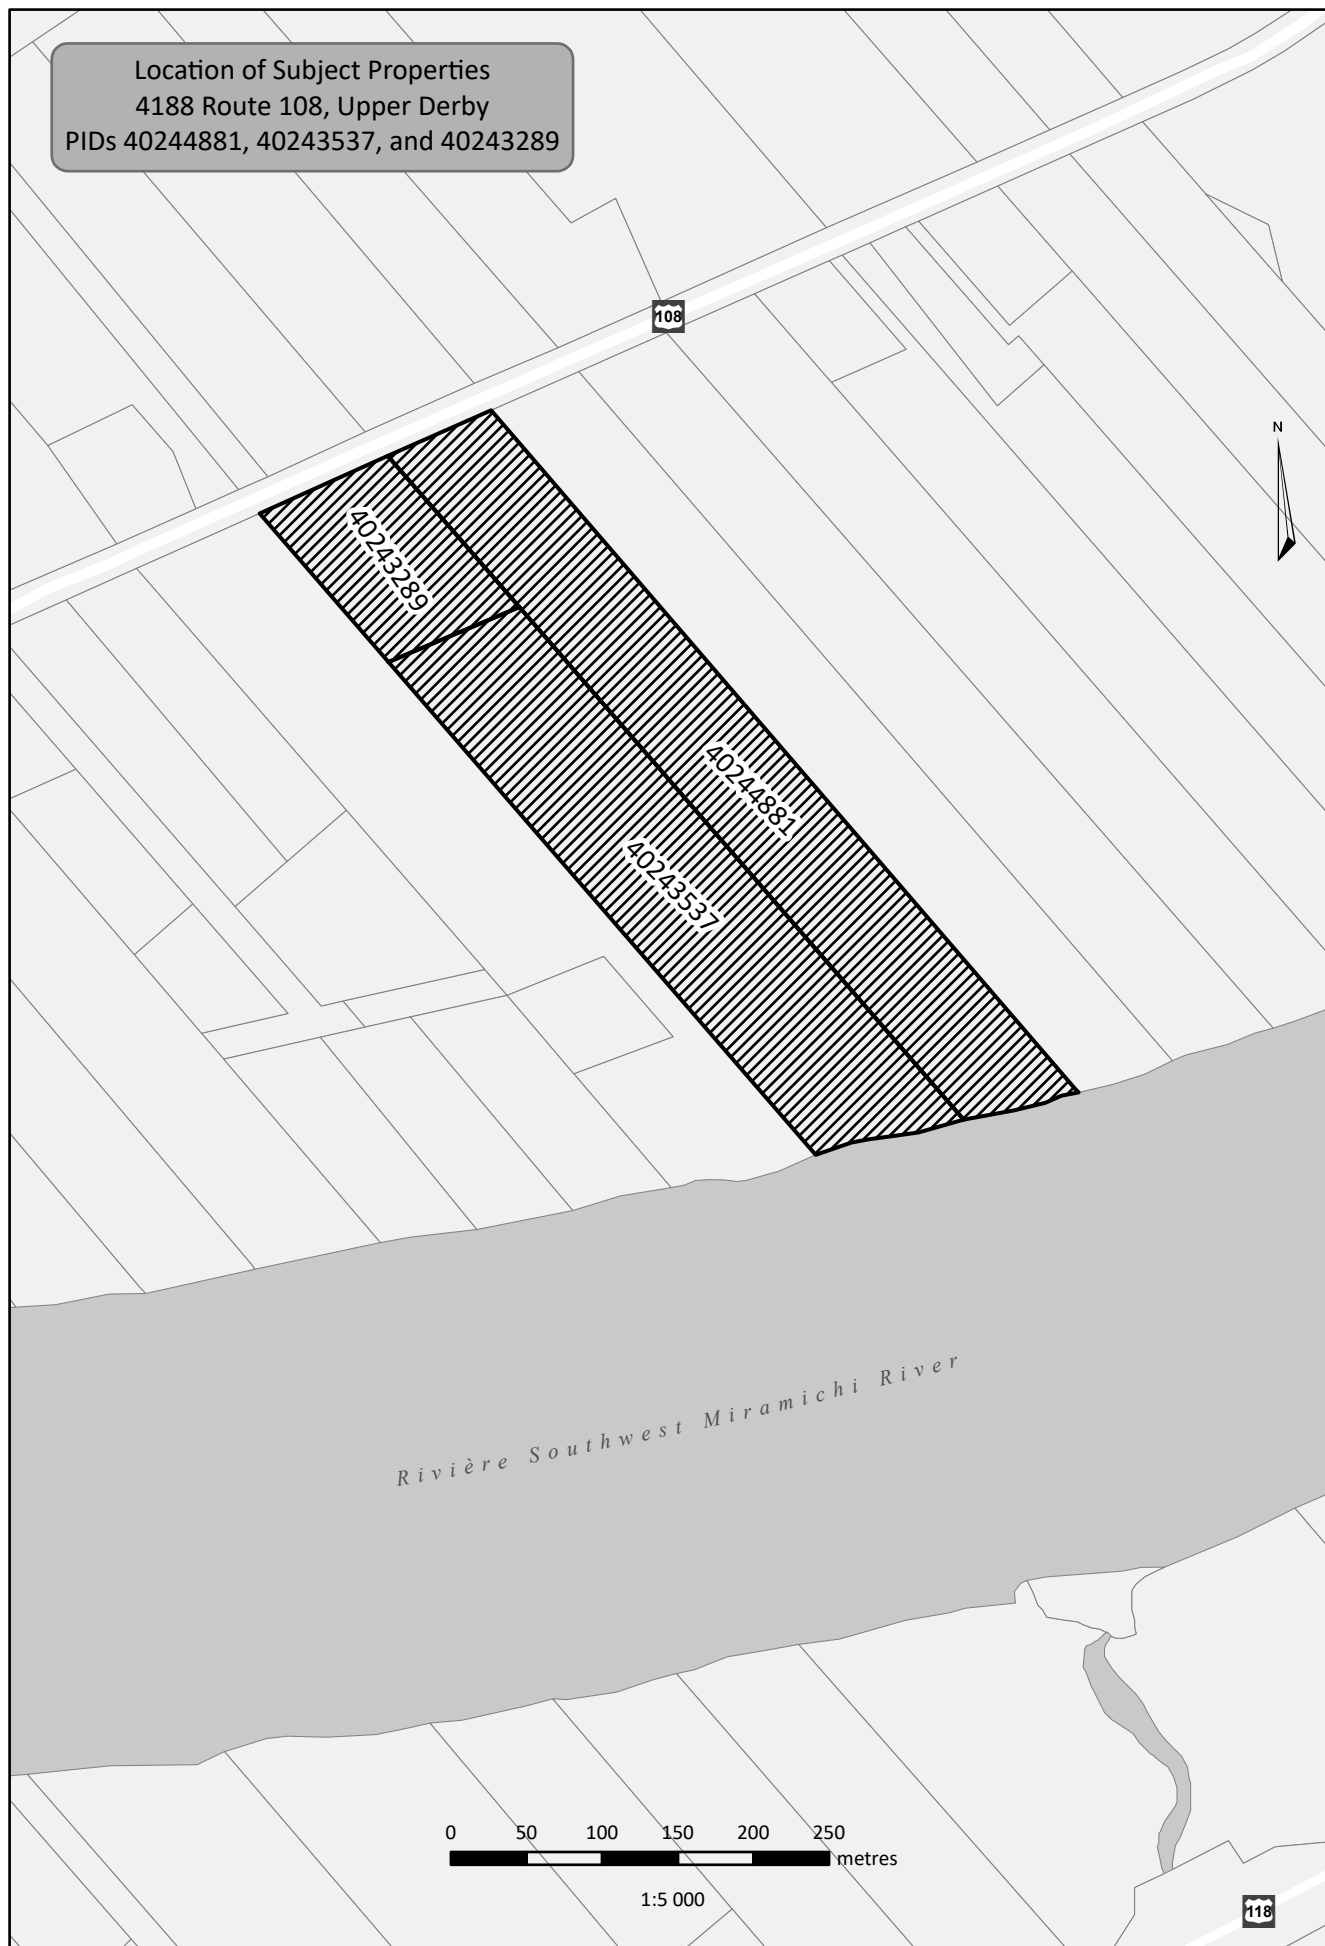 Location of Subject Properties
4188 Route 108, Upper Derby
PIDs 40244881, 40243537, and 40243289
108
N
40243289
40244881
40243537
Rivière Southwest Miramichi River
0 50 100 150 200 250
metres
1:5 000
118